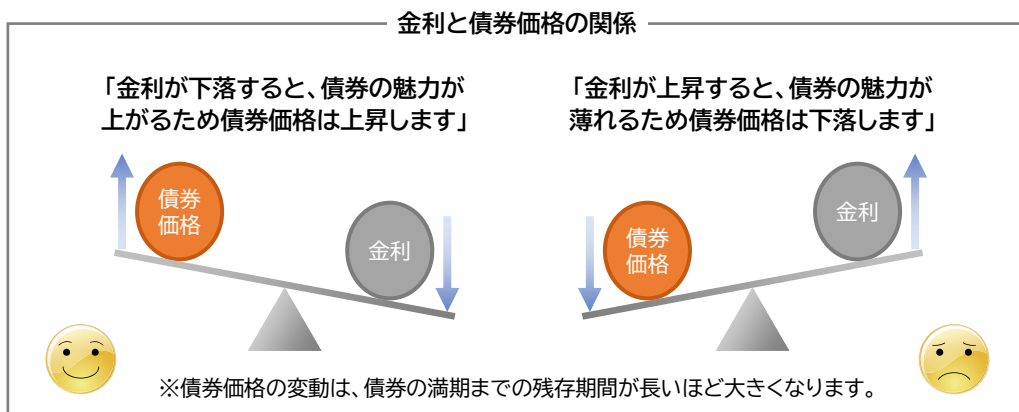 金利と債券価格の関係
「金利が下落すると、債券の魅力が
上がるため債券価格は上昇します」
債券
価格
金利
「金利が上昇すると、債券の魅力が
薄れるため債券価格は下落します」
債券
価格
金利
※債券価格の変動は、債券の満期までの残存期間が長いほど大きくなります。